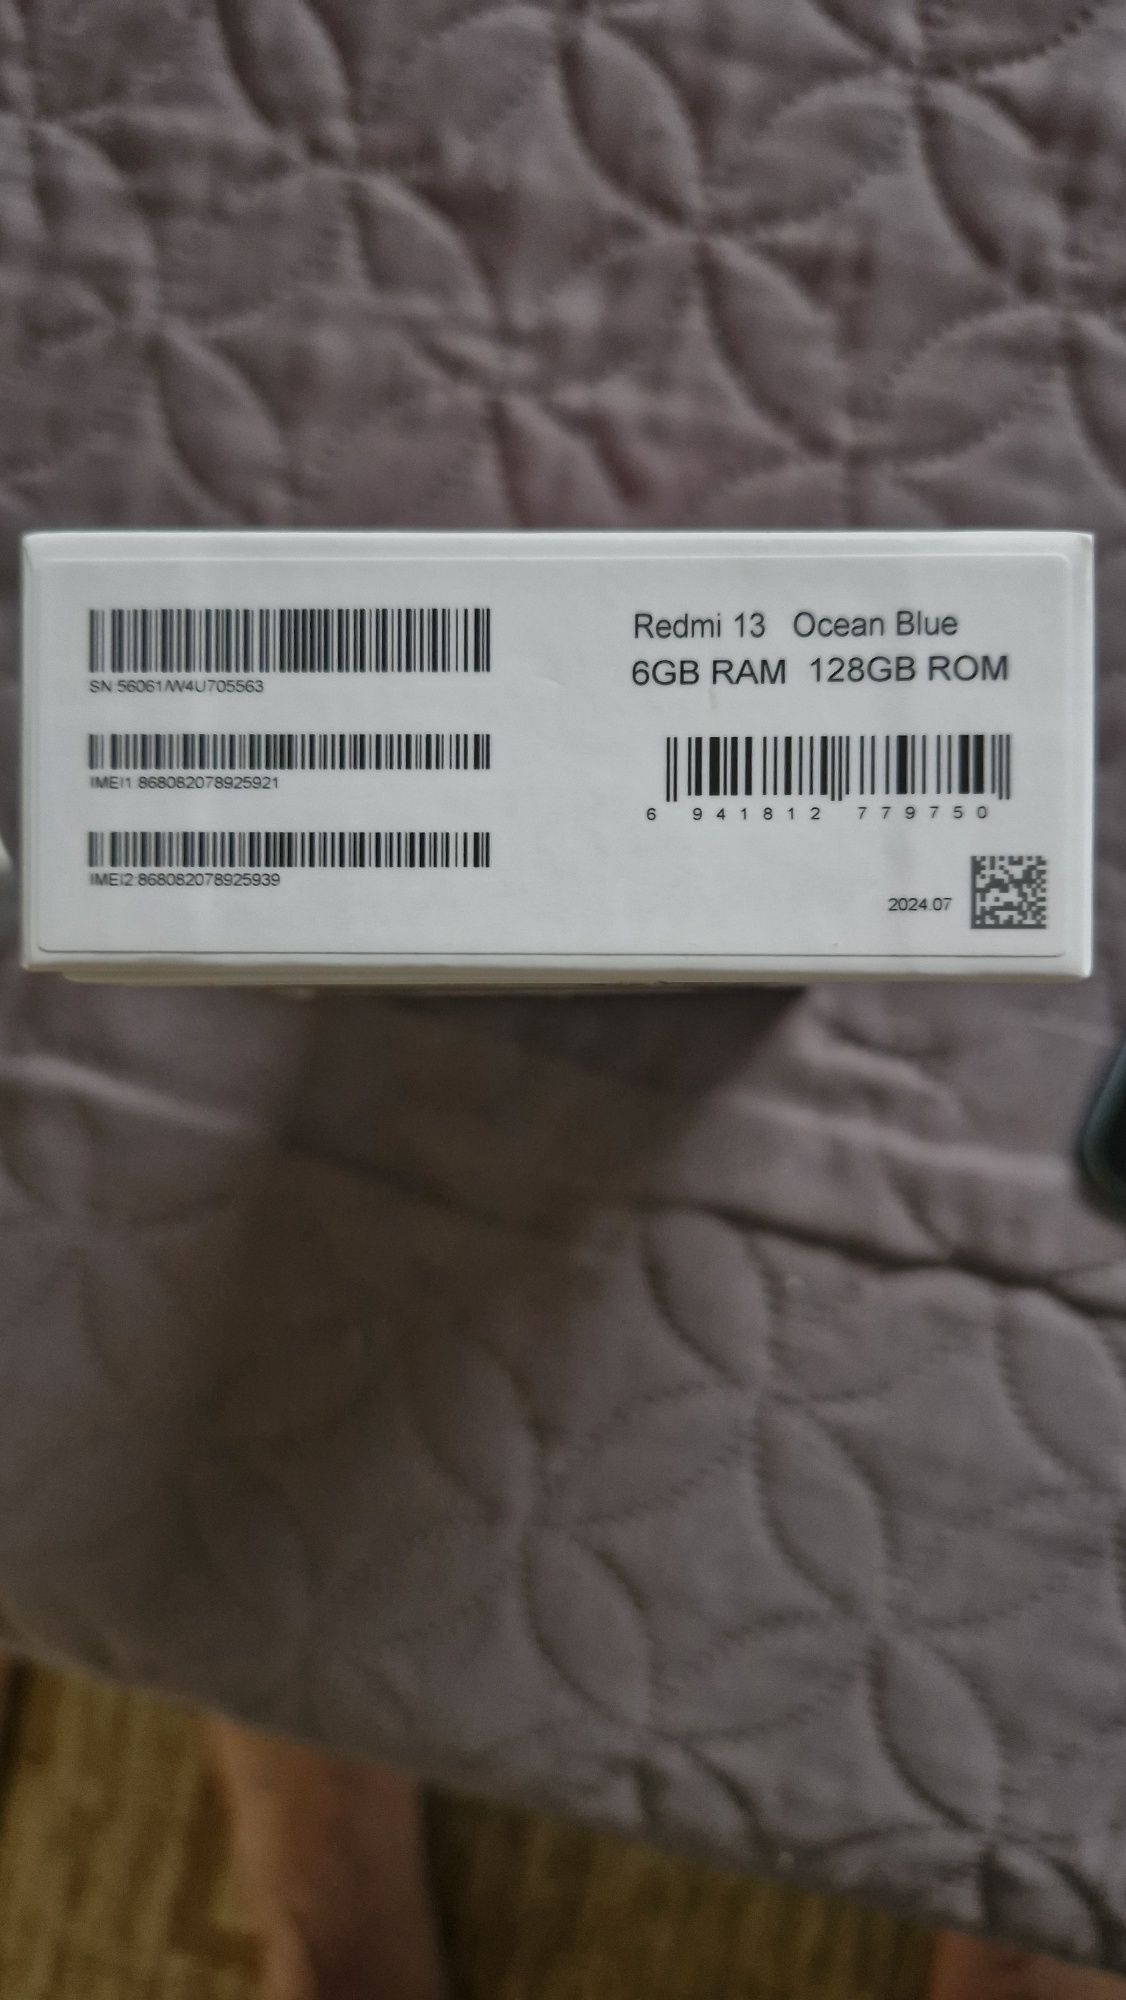 SN:56061/W4U705563
IMEI1:868082078925921
IMEI2:868082078925939
Redmi 13 Ocean Blue
6GB RAM 128GB ROM
6 941812 779750
2024.07